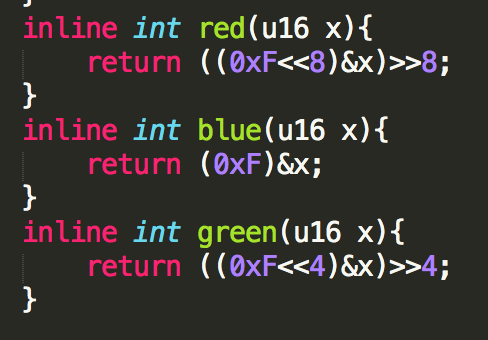 }
inline int red(u16 x){
    return ((0xF<<8)&x)>>8;
}
inline int blue(u16 x){
    return (0xF)&x;
}
inline int green(u16 x){
    return ((0xF<<4)&x)>>4;
}